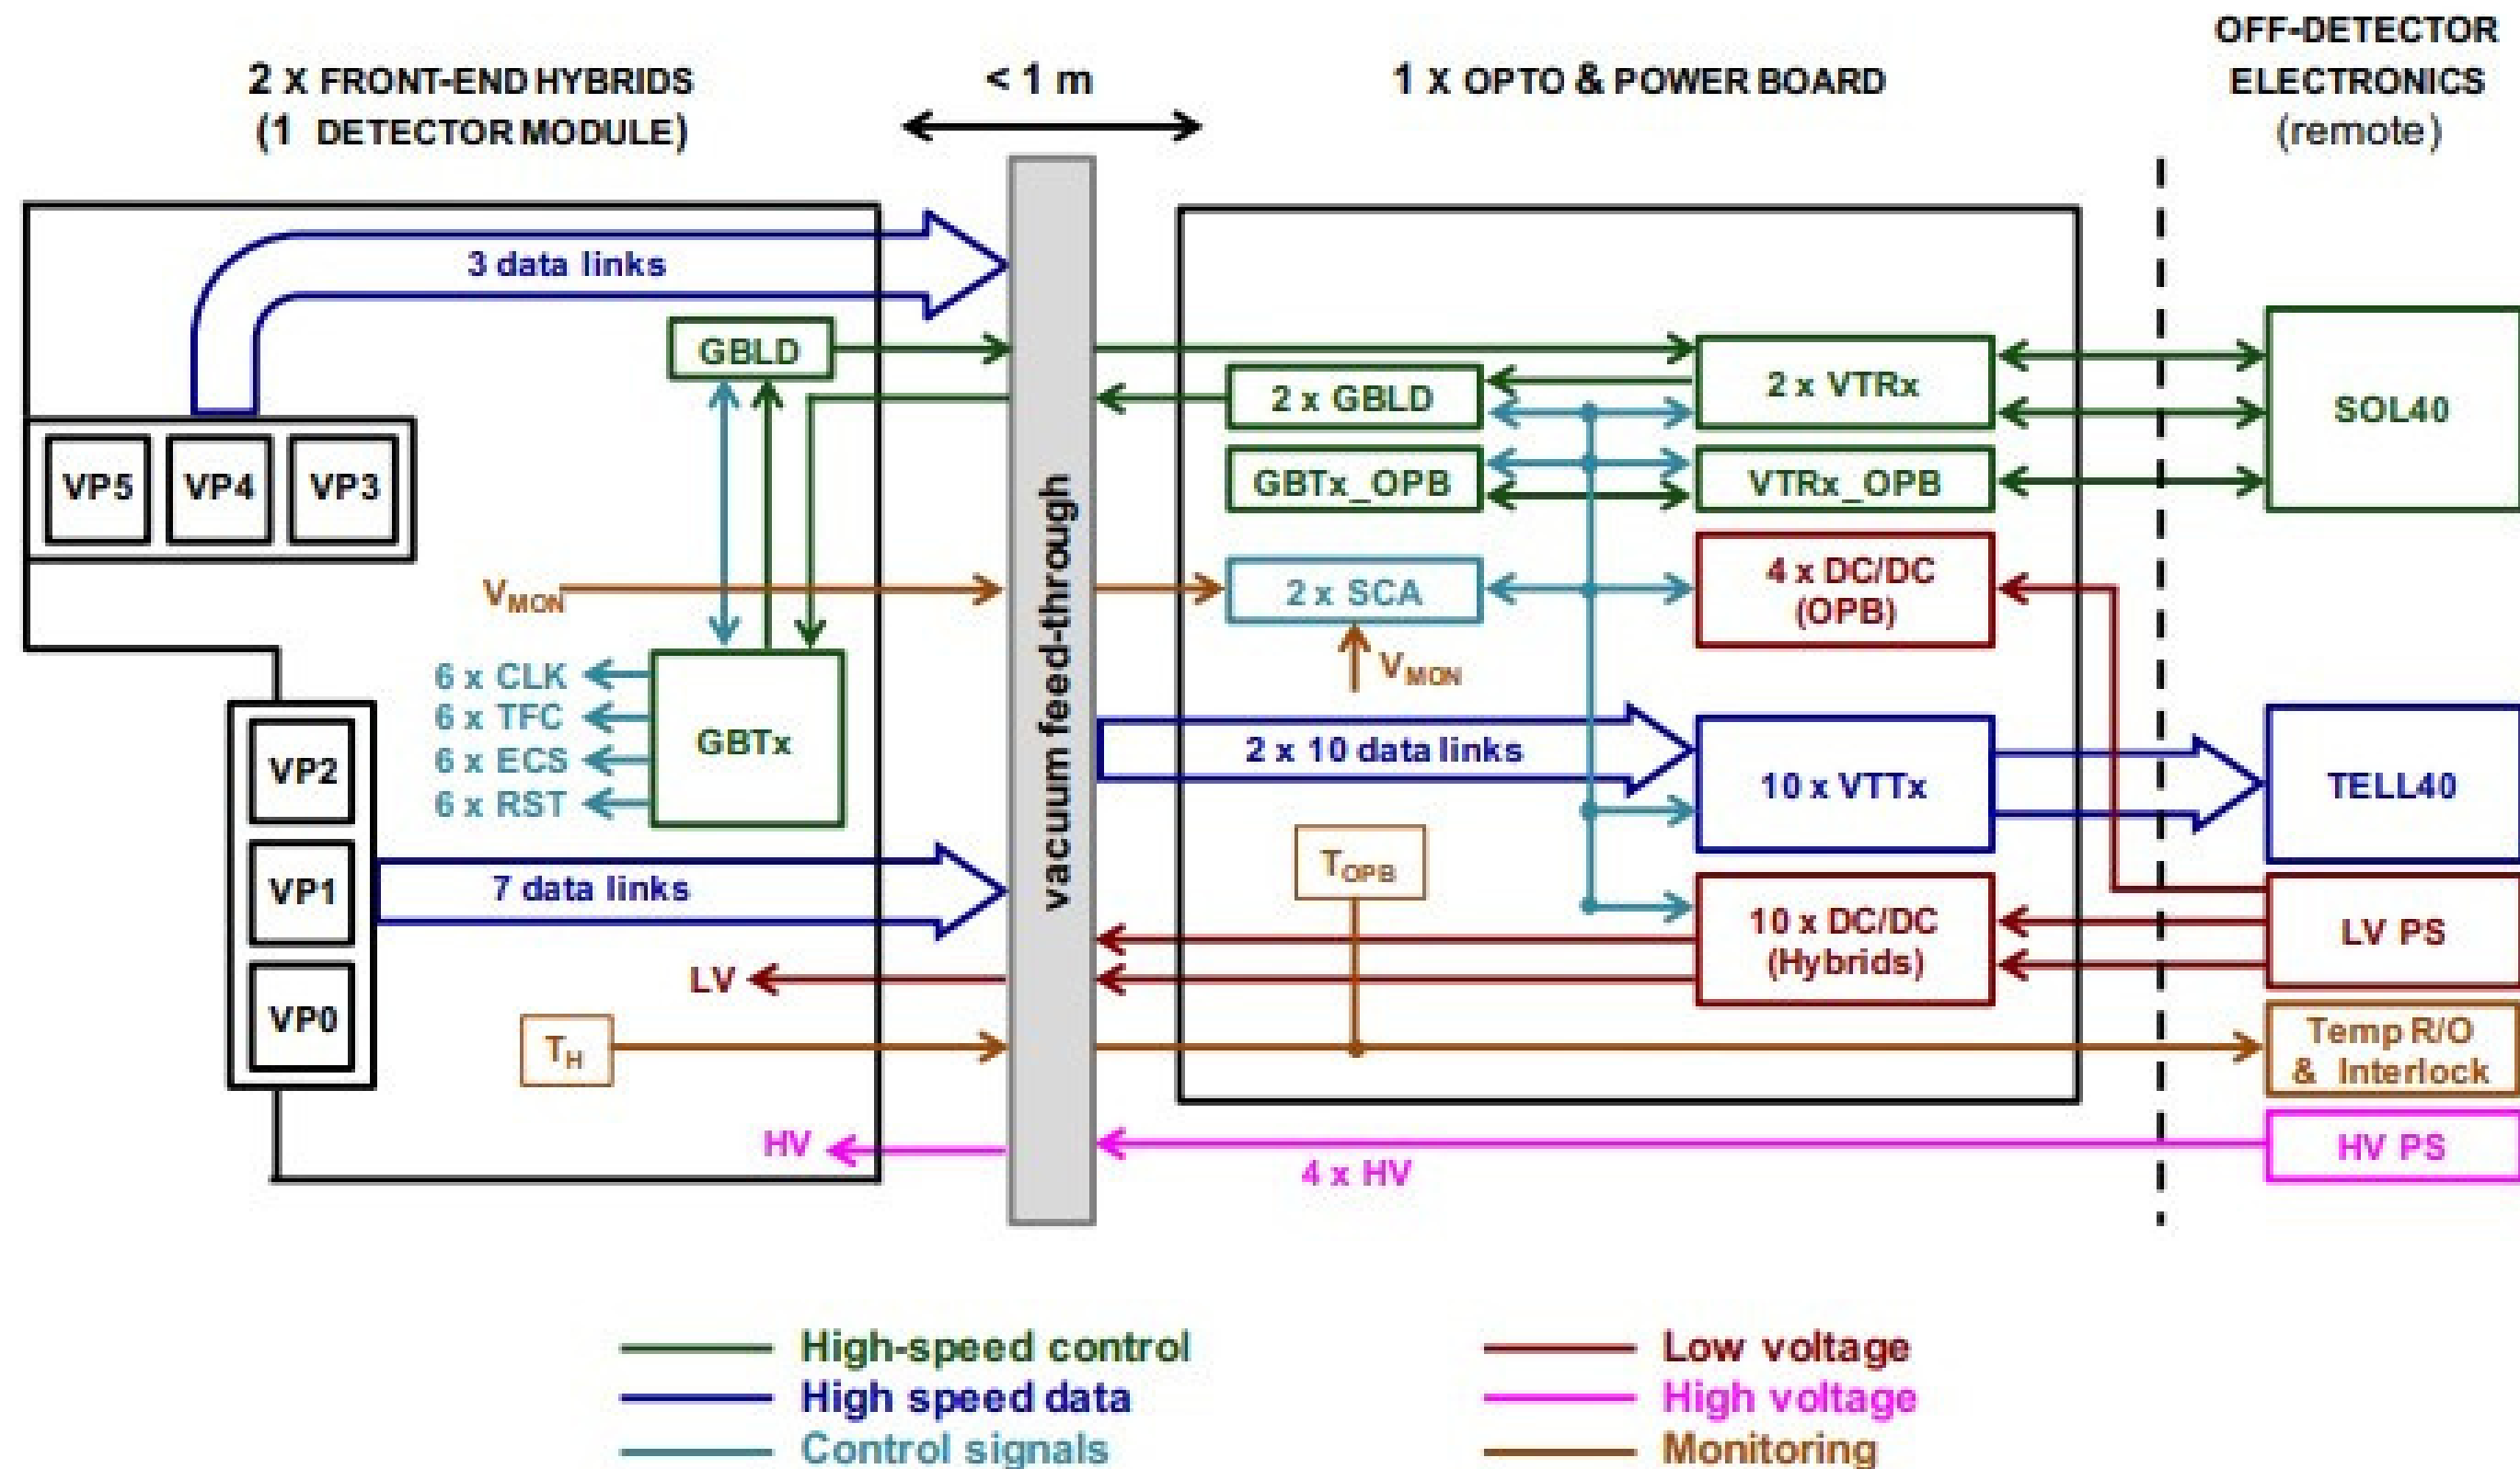 2 X FRONT-END HYBRIDS
(1 DETECTOR MODULE)
< 1 m
1 X OPTO & POWER BOARD
OFF-DETECTOR
ELECTRONICS
(remote)
3 data links
GBLD
2 x GBLD
2 x VTRx
SOL40
VP5
VP4
VP3
GBTx_OPB
VTRx_OPB
vacuum feed-through
VMON
2 x SCA
4 x DC/DC
(OPB)
VMON
6 x CLK
6 x TFC
6 x ECS
6 x RST
GBTx
2 x 10 data links
10 x VTTx
TELL40
VP2
VP1
VP0
7 data links
TOPB
10 x DC/DC
(Hybrids)
LV PS
LV
TH
Temp R/O
& Interlock
HV
4 x HV
HV PS
High-speed control
High speed data
Control signals
Low voltage
High voltage
Monitoring